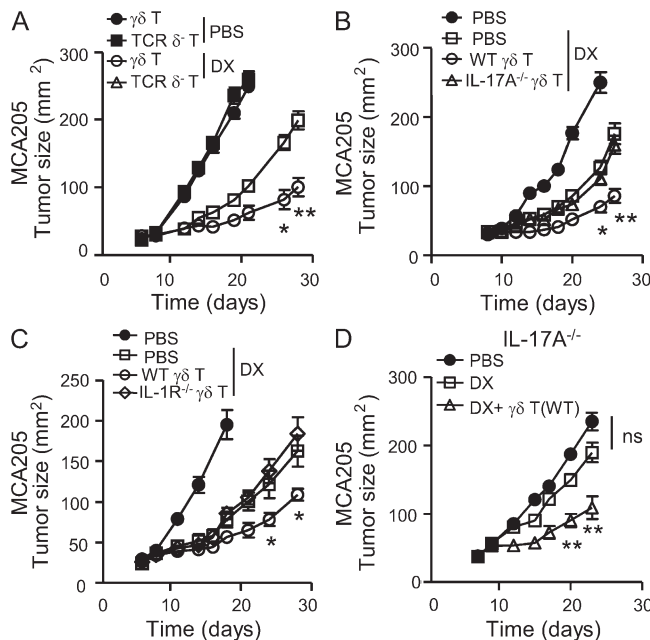 A
γδ T
TCR δ⁻ T
PBS
γδ T
TCR δ⁻ T
DX
MCA205
Tumor size (mm²)
300
200
100
0
*
**
0 10 20 30
Time (days)
B
PBS
PBS
WT γδ T
IL-17A⁻/⁻ γδ T
DX
MCA205
Tumor size (mm²)
300
200
100
0
*
**
0 10 20 30
Time (days)
C
PBS
PBS
WT γδ T
IL-1R⁻/⁻ γδ T
DX
MCA205
Tumor size (mm²)
250
200
150
100
50
0
*
*
0 10 20 30
Time (days)
D
IL-17A⁻/⁻
PBS
DX
DX+ γδ T(WT)
ns
MCA205
Tumor size (mm²)
300
200
100
0
**
**
0 10 20 30
Time (days)